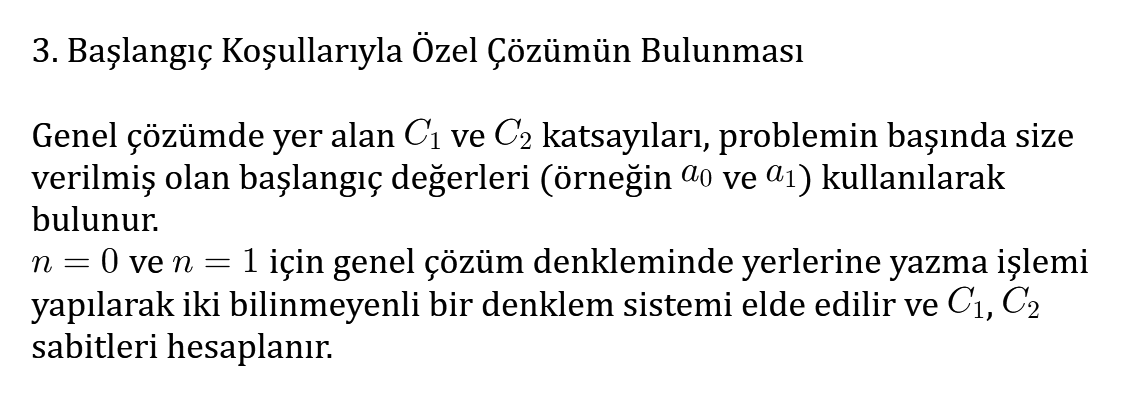 3. Başlangıç Koşullarıyla Özel Çözümün Bulunması
Genel çözümde yer alan C₁ ve C₂ katsayıları, problemin başında size
verilmiş olan başlangıç değerleri (örneğin a₀ ve a₁) kullanılarak
bulunur.
n = 0 ve n = 1 için genel çözüm denkleminde yerlerine yazma işlemi
yapılarak iki bilinmeyenli bir denklem sistemi elde edilir ve C₁, C₂
sabitleri hesaplanır.